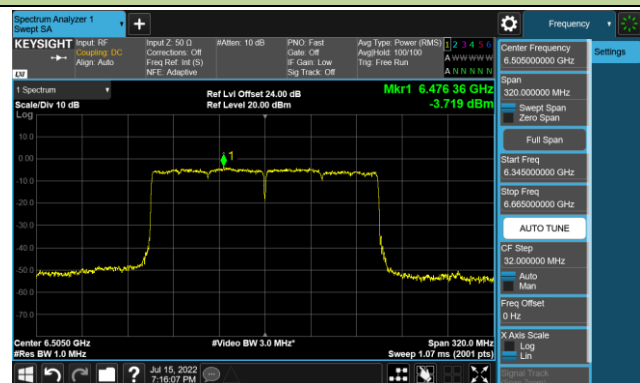 Spectrum Analyzer 1
Swept SA
Frequency
KEYSIGHT
Input: RF
Coupling: DC
Align: Auto
Input Z: 50 Ω
Corrections: Off
Freq Ref: Int (S)
NFE: Adaptive
#Atten: 10 dB
PNO: Fast
Gate: Off
IF Gain: Low
Sig Track: Off
Avg Type: Power (RMS)
Avg|Hold: 100/100
Trig: Free Run
1 2 3 4 5 6
A W W W W W
A N N N N N
LXI
Center Frequency
6.505000000 GHz
Settings
Span
320.000000 MHz
Swept Span
Zero Span
Full Span
Start Freq
6.345000000 GHz
Stop Freq
6.665000000 GHz
AUTO TUNE
CF Step
32.000000 MHz
Auto
Man
Freq Offset
0 Hz
X Axis Scale
Log
Lin
Signal Track
1 Spectrum
Scale/Div 10 dB
Log
Ref Lvl Offset 24.00 dB
Ref Level 20.00 dBm
Mkr1 6.476 36 GHz
-3.719 dBm
1
10.0
0.00
-10.0
-20.0
-30.0
-40.0
-50.0
-60.0
-70.0
Center 6.5050 GHz
#Res BW 1.0 MHz
#Video BW 3.0 MHz*
Span 320.0 MHz
Sweep 1.07 ms (2001 pts)
Jul 15, 2022
7:16:07 PM